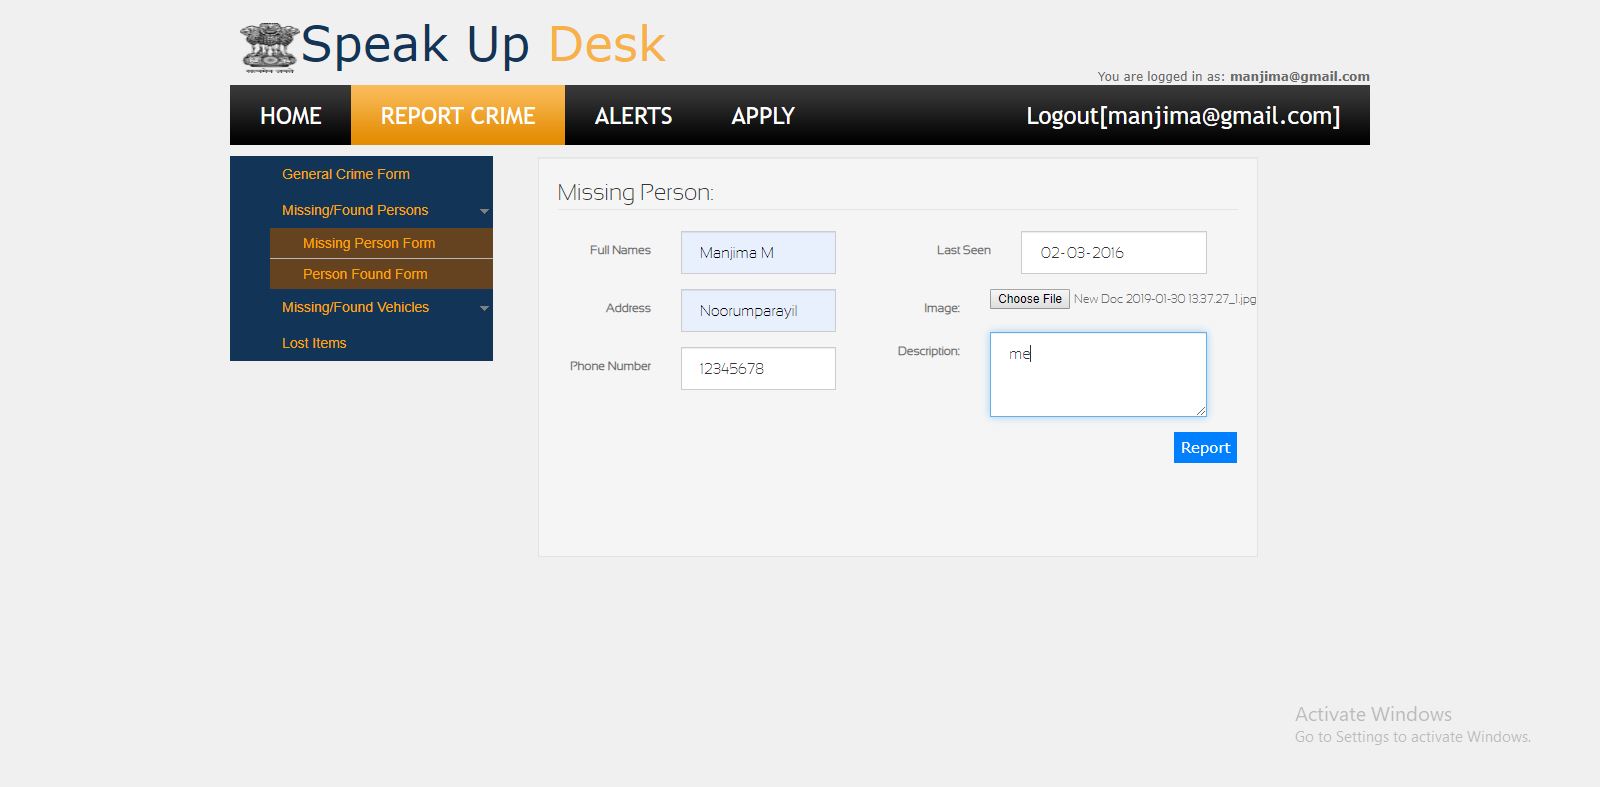 Speak Up Desk
You are logged in as: manjima@gmail.com
HOME REPORT CRIME ALERTS APPLY Logout[manjima@gmail.com]
General Crime Form
Missing/Found Persons
Missing Person Form
Person Found Form
Missing/Found Vehicles
Lost Items
Missing Person:
Full Names Manjima M
Last Seen 02-03-2016
Address Noorumparayil
Image: Choose File New Doc 2019-01-30 13.37.27_1.jpg
Phone Number 12345678
Description: me
Report
Activate Windows
Go to Settings to activate Windows.